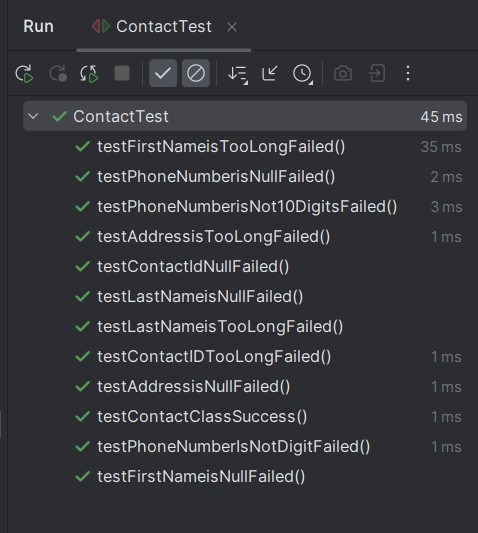 Run ContactTest
ContactTest 45 ms
testFirstNameisTooLongFailed() 35 ms
testPhoneNumberisNullFailed() 2 ms
testPhoneNumberisNot10DigitsFailed() 3 ms
testAddressisTooLongFailed() 1 ms
testContactIdNullFailed()
testLastNameisNullFailed()
testLastNameisTooLongFailed()
testContactIDTooLongFailed() 1 ms
testAddressisNullFailed() 1 ms
testContactClassSuccess() 1 ms
testPhoneNumberIsNotDigitFailed() 1 ms
testFirstNameisNullFailed()